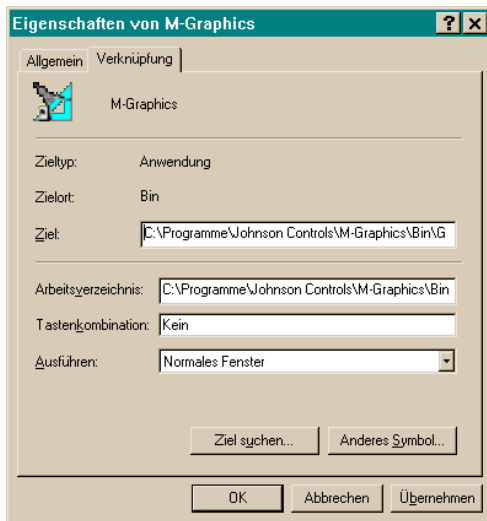 Eigenschaften von M-Graphics
Allgemein Verknüpfung
M-Graphics
Zieltyp: Anwendung
Zielort: Bin
Ziel: C:\Programme\Johnson Controls\M-Graphics\Bin\G
Arbeitsverzeichnis: C:\Programme\Johnson Controls\M-Graphics\Bin
Tastenkombination: Kein
Ausführen: Normales Fenster
Ziel suchen... Anderes Symbol...
OK Abbrechen Übernehmen